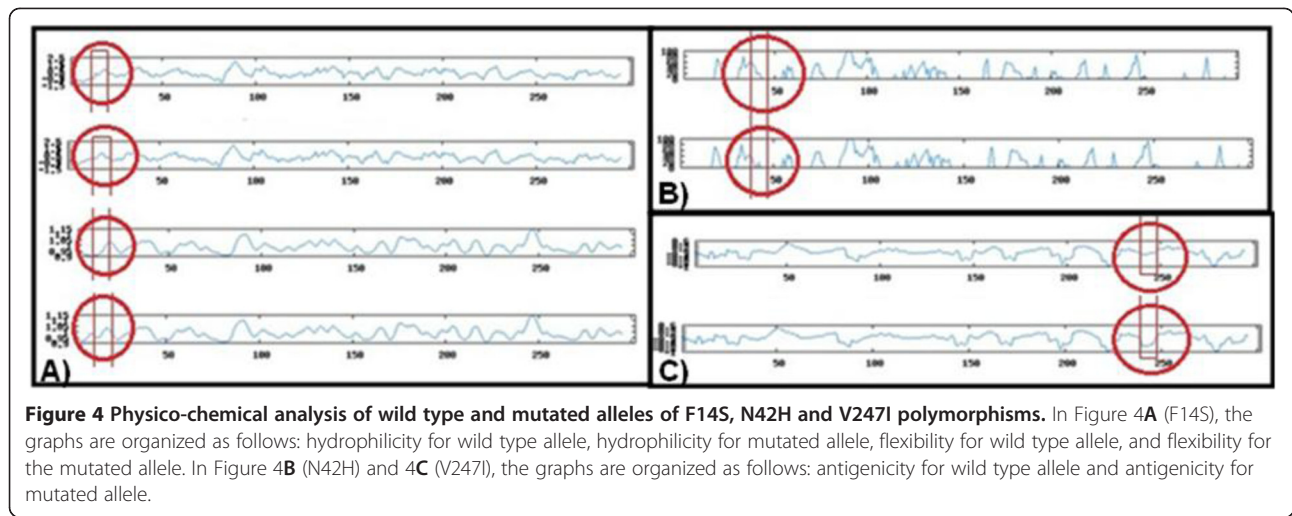 50 100 150 200 250
50 100 150 200 250
50 100 150 200 250
50 100 150 200 250
A)
50 100 150 200 250
50 100 150 200 250
B)
50 100 150 200 250
50 100 150 200 250
C)
Figure 4 Physico-chemical analysis of wild type and mutated alleles of F14S, N42H and V247I polymorphisms. In Figure 4A (F14S), the
graphs are organized as follows: hydrophilicity for wild type allele, hydrophilicity for mutated allele, flexibility for wild type allele, and flexibility for
the mutated allele. In Figure 4B (N42H) and 4C (V247I), the graphs are organized as follows: antigenicity for wild type allele and antigenicity for
mutated allele.